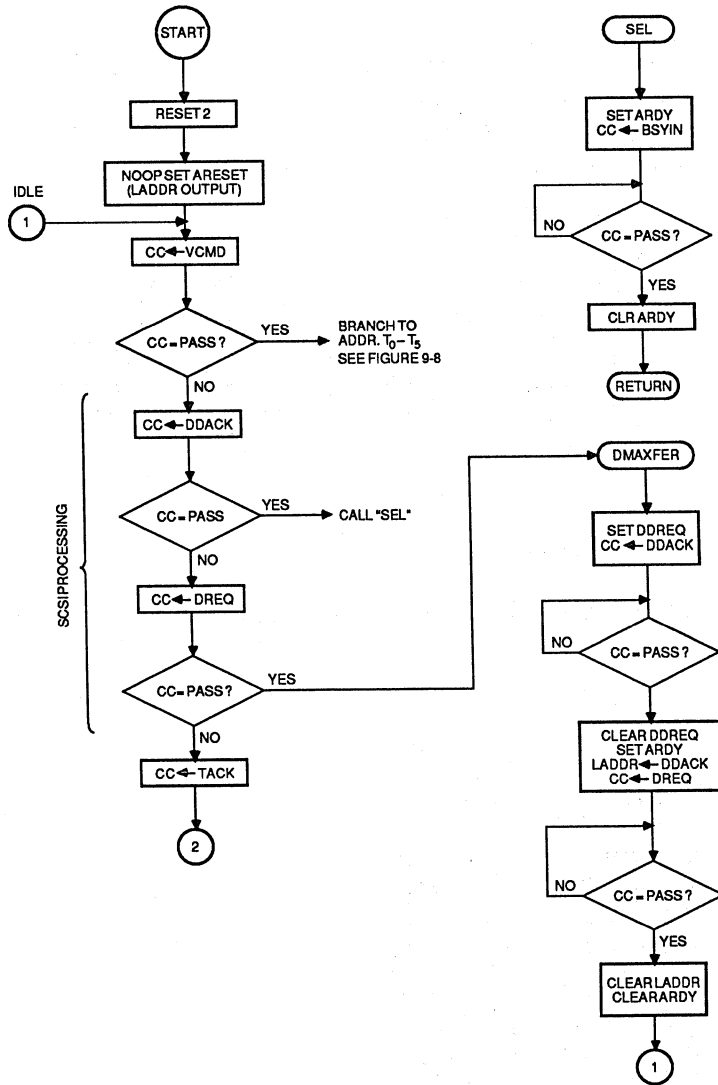 START
RESET 2
NOOP SET ARESET
(LADDR OUTPUT)
IDLE
1
CC←VCMD
CC=PASS?
YES
BRANCH TO
ADDR. T0–T5
SEE FIGURE 9-8
NO
SCSI PROCESSING
CC←DDACK
CC=PASS
YES
CALL "SEL"
NO
CC←DREQ
CC=PASS?
YES
NO
CC←TACK
2
SEL
SET ARDY
CC←BSYIN
NO
CC=PASS?
YES
CLR ARDY
RETURN
DMAXFER
SET DDREQ
CC←DDACK
NO
CC=PASS?
CLEAR DDREQ
SET ARDY
LADDR←DDACK
CC←DREQ
NO
CC=PASS?
YES
CLEAR LADDR
CLEAR ARDY
1